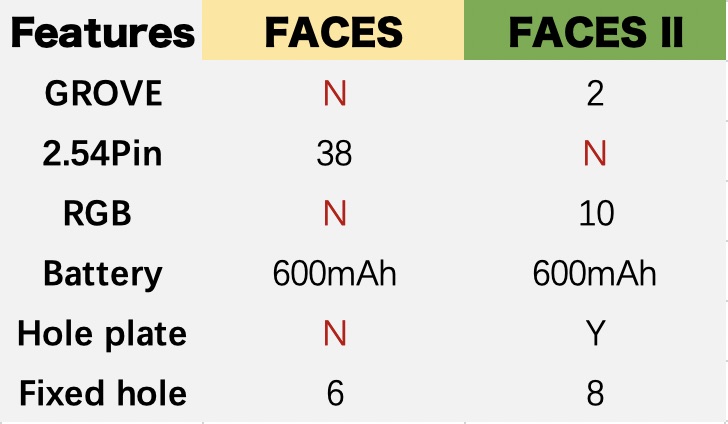 Features FACES FACES II
GROVE N 2
2.54Pin 38 N
RGB N 10
Battery 600mAh 600mAh
Hole plate N Y
Fixed hole 6 8